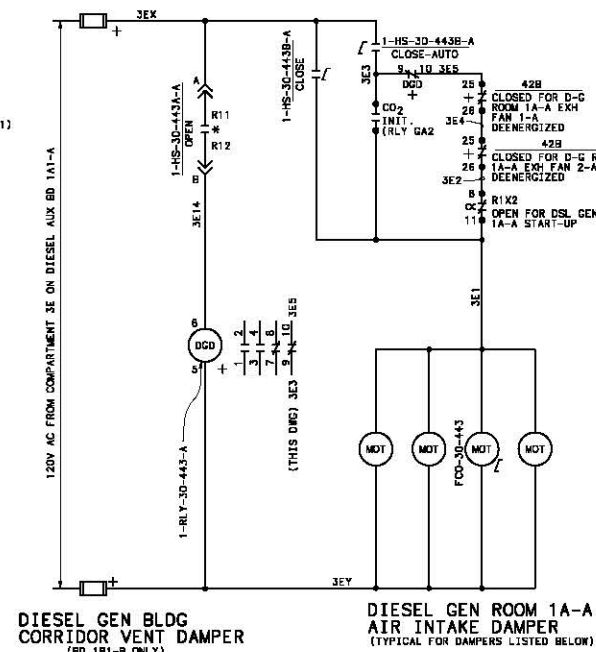 3EX
1)
120V AC FROM COMPARTMENT 3E ON DIESEL AUX BD 1A1-A
1-HS-30-443A-A
OPEN
A
R11
*
R12
B
3E14
6
DGD
5
+
1-RLY-30-443-A
2 4 8 10 3E5
1 3 7 9 3E3
(THIS DWG)
1-HS-30-443B-A
CLOSE
1-HS-30-443B-A
CLOSE-AUTO
3E3
9 10 3E5
DGD
+
CO2
INIT.
(RLY GA2
25 42B
+ CLOSED FOR D-G
26 ROOM 1A-A EXH
FAN 1-A
3E4 DEENERGIZED
25 42B
+ CLOSED FOR D-G R
26 1A-A EXH FAN 2-A
3E2 DEENERGIZED
8 R1X2
OPEN FOR DSL GEN
11 1A-A START-UP
3E1
MOT
MOT
FCO-30-443
MOT
MOT
3EY
DIESEL GEN BLDG
CORRIDOR VENT DAMPER
(BD 1B1-B ONLY)
DIESEL GEN ROOM 1A-A
AIR INTAKE DAMPER
(TYPICAL FOR DAMPERS LISTED BELOW)